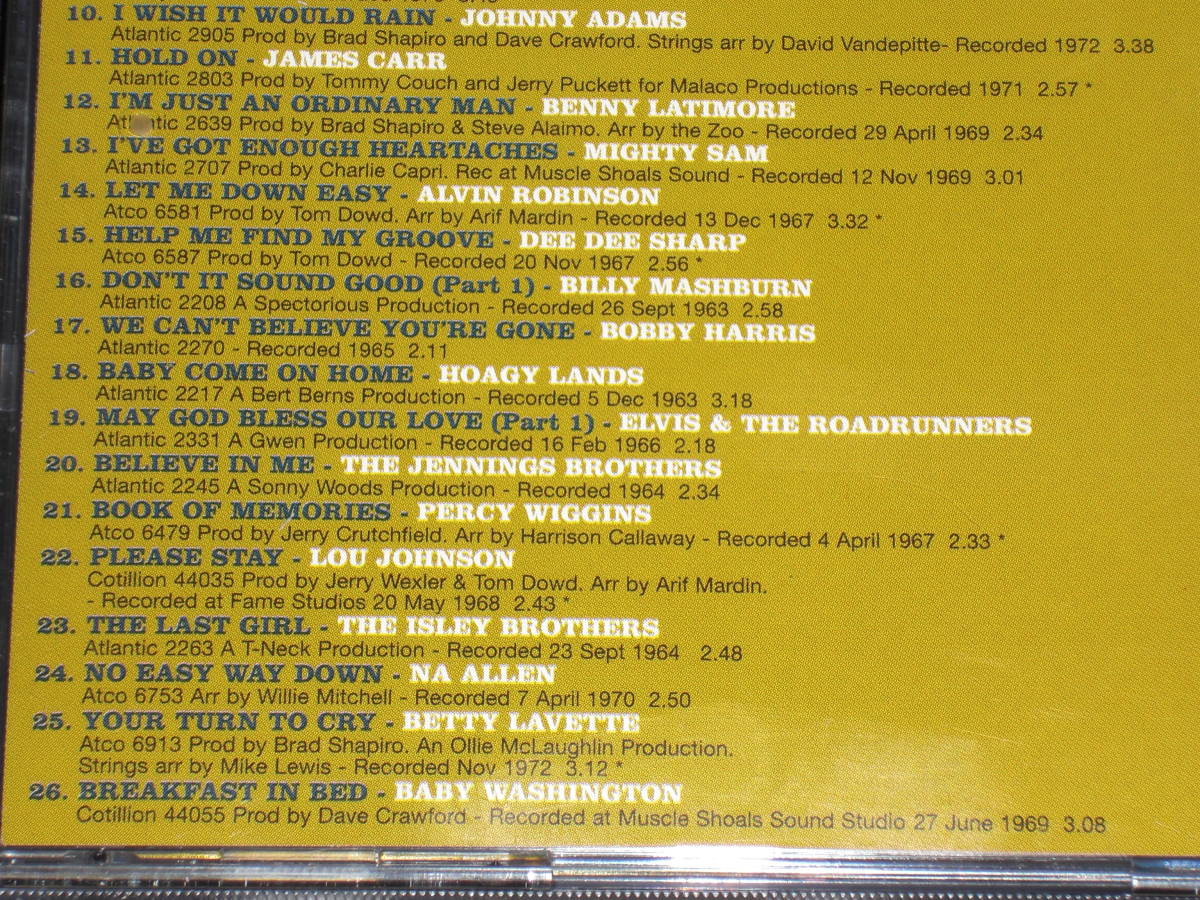 10. I WISH IT WOULD RAIN - JOHNNY ADAMS
Atlantic 2905 Prod by Brad Shapiro and Dave Crawford. Strings arr by David Vandepitte- Recorded 1972 3.38
11. HOLD ON - JAMES CARR
Atlantic 2803 Prod by Tommy Couch and Jerry Puckett for Malaco Productions - Recorded 1971 2.57 *
12. I'M JUST AN ORDINARY MAN - BENNY LATIMORE
Atlantic 2639 Prod by Brad Shapiro & Steve Alaimo. Arr by the Zoo - Recorded 29 April 1969 2.34
13. I'VE GOT ENOUGH HEARTACHES - MIGHTY SAM
Atlantic 2707 Prod by Charlie Capri. Rec at Muscle Shoals Sound - Recorded 12 Nov 1969 3.01
14. LET ME DOWN EASY - ALVIN ROBINSON
Atco 6581 Prod by Tom Dowd. Arr by Arif Mardin - Recorded 13 Dec 1967 3.32 *
15. HELP ME FIND MY GROOVE - DEE DEE SHARP
Atco 6587 Prod by Tom Dowd - Recorded 20 Nov 1967 2.56 *
16. DON'T IT SOUND GOOD (Part 1) - BILLY MASHBURN
Atlantic 2208 A Spectorious Production - Recorded 26 Sept 1963 2.58
17. WE CAN'T BELIEVE YOU'RE GONE - BOBBY HARRIS
Atlantic 2270 - Recorded 1965 2.11
18. BABY COME ON HOME - HOAGY LANDS
Atlantic 2217 A Bert Berns Production - Recorded 5 Dec 1963 3.18
19. MAY GOD BLESS OUR LOVE (Part 1) - ELVIS & THE ROADRUNNERS
Atlantic 2331 A Gwen Production - Recorded 16 Feb 1966 2.18
20. BELIEVE IN ME - THE JENNINGS BROTHERS
Atlantic 2245 A Sonny Woods Production - Recorded 1964 2.34
21. BOOK OF MEMORIES - PERCY WIGGINS
Atco 6479 Prod by Jerry Crutchfield. Arr by Harrison Callaway - Recorded 4 April 1967 2.33 *
22. PLEASE STAY - LOU JOHNSON
Cotillion 44035 Prod by Jerry Wexler & Tom Dowd. Arr by Arif Mardin.
- Recorded at Fame Studios 20 May 1968 2.43 *
23. THE LAST GIRL - THE ISLEY BROTHERS
Atlantic 2263 A T-Neck Production - Recorded 23 Sept 1964 2.48
24. NO EASY WAY DOWN - NA ALLEN
Atco 6753 Arr by Willie Mitchell - Recorded 7 April 1970 2.50
25. YOUR TURN TO CRY - BETTY LAVETTE
Atco 6913 Prod by Brad Shapiro. An Ollie McLaughlin Production.
Strings arr by Mike Lewis - Recorded Nov 1972 3.12 *
26. BREAKFAST IN BED - BABY WASHINGTON
Cotillion 44055 Prod by Dave Crawford - Recorded at Muscle Shoals Sound Studio 27 June 1969 3.08